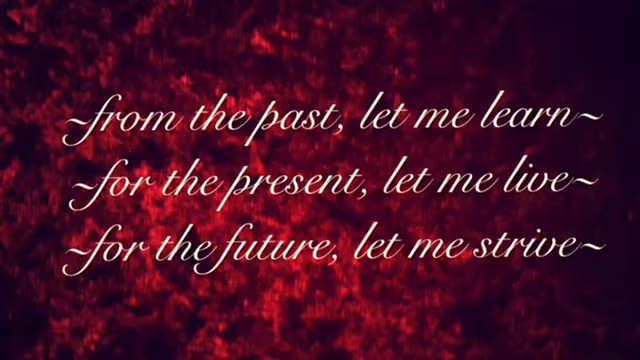 ~from the past, let me learn~
~for the present, let me live~
~for the future, let me strive~